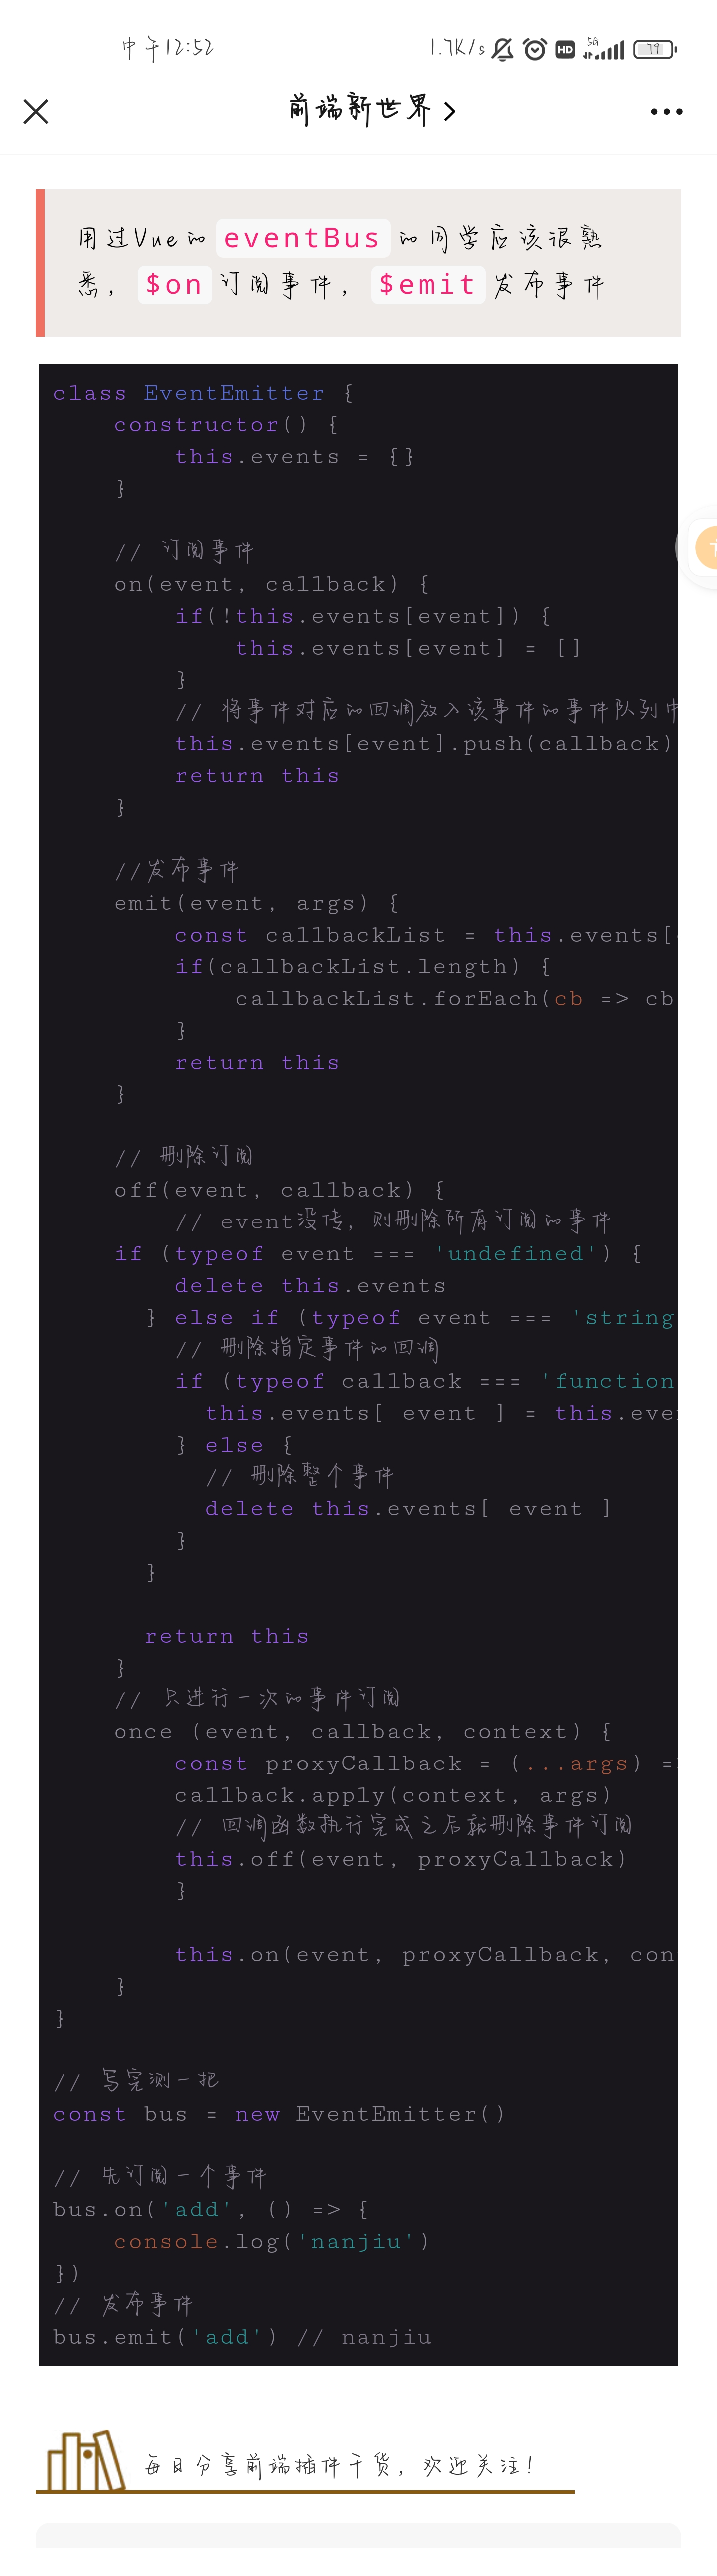 中午12:52
1.7K/s
HD
5G
79
前端新世界
用过Vue的 eventBus 的同学应该很熟
悉，$on 订阅事件，$emit 发布事件
class EventEmitter {
    constructor() {
        this.events = {}
    }
    // 订阅事件
    on(event, callback) {
        if(!this.events[event]) {
            this.events[event] = []
        }
        // 将事件对应的回调放入该事件的事件队列中
        this.events[event].push(callback)
        return this
    }
    //发布事件
    emit(event, args) {
        const callbackList = this.events[
        if(callbackList.length) {
            callbackList.forEach(cb => cb
        }
        return this
    }
    // 删除订阅
    off(event, callback) {
        // event没传，则删除所有订阅的事件
    if (typeof event === 'undefined') {
        delete this.events
      } else if (typeof event === 'string
        // 删除指定事件的回调
        if (typeof callback === 'function
          this.events[ event ] = this.eve
        } else {
          // 删除整个事件
          delete this.events[ event ]
        }
      }
      return this
    }
    // 只进行一次的事件订阅
    once (event, callback, context) {
        const proxyCallback = (...args) =
        callback.apply(context, args)
        // 回调函数执行完成之后就删除事件订阅
        this.off(event, proxyCallback)
        }
        this.on(event, proxyCallback, con
    }
}
// 写完测一把
const bus = new EventEmitter()
// 先订阅一个事件
bus.on('add', () => {
    console.log('nanjiu')
})
// 发布事件
bus.emit('add') // nanjiu
每日分享前端插件干货，欢迎关注！